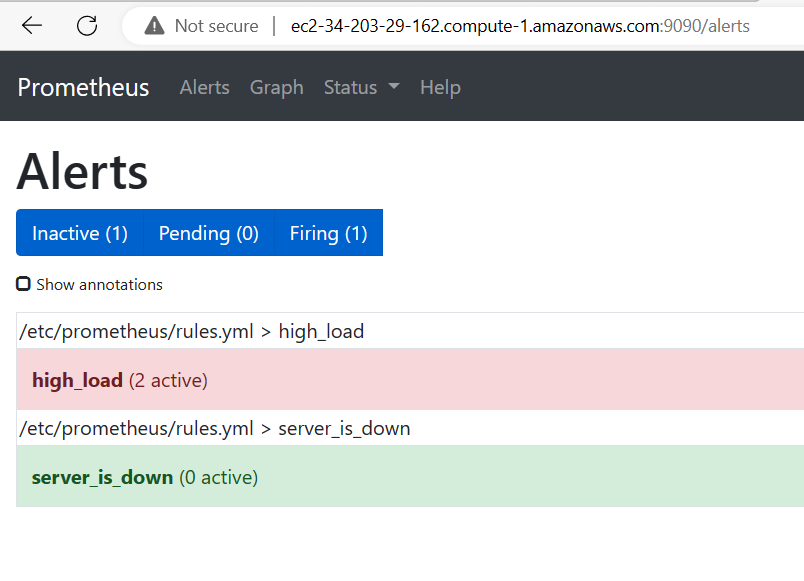 Not secure | ec2-34-203-29-162.compute-1.amazonaws.com:9090/alerts
Prometheus Alerts Graph Status Help
Alerts
Inactive (1) Pending (0) Firing (1)
Show annotations
/etc/prometheus/rules.yml > high_load
high_load (2 active)
/etc/prometheus/rules.yml > server_is_down
server_is_down (0 active)